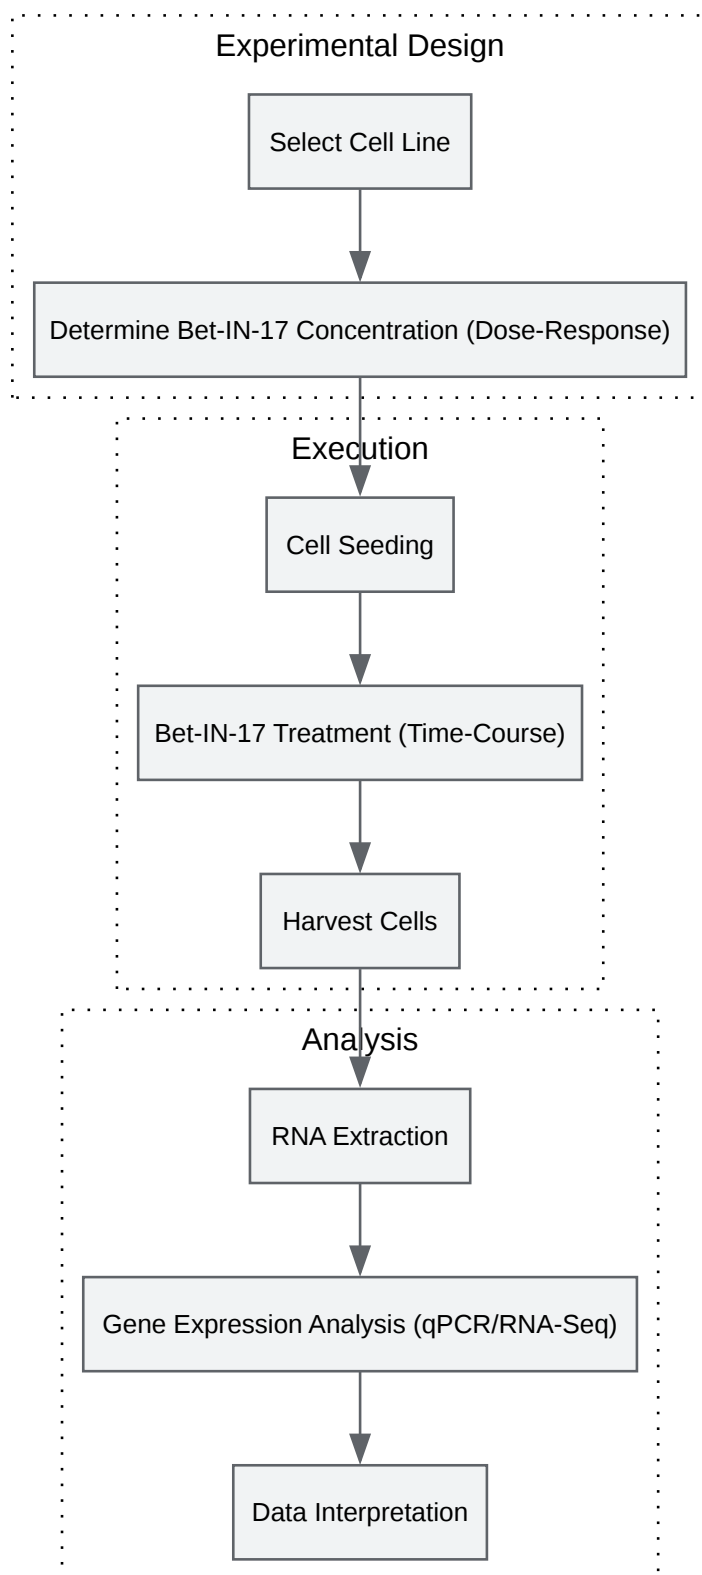 Experimental Design
Select Cell Line
Determine Bet-IN-17 Concentration (Dose-Response)
Execution
Cell Seeding
Bet-IN-17 Treatment (Time-Course)
Harvest Cells
Analysis
RNA Extraction
Gene Expression Analysis (qPCR/RNA-Seq)
Data Interpretation